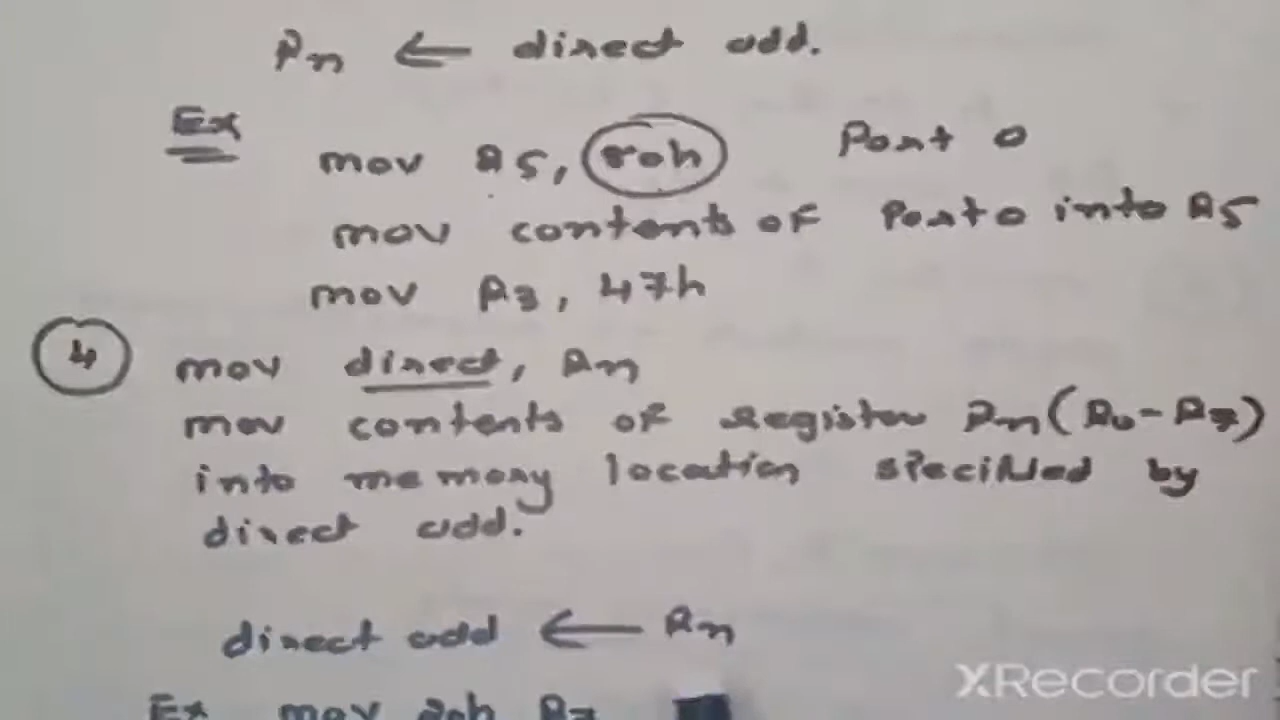 Rn ← direct add.
Ex
mov R5, 80h Port 0
mov contents of Port 0 into R5
mov R3, 47h
4 mov direct, Rn
mov contents of register Rn (R0-R7)
into memory location specified by
direct add.
direct add ← Rn
Ex mov
XRecorder